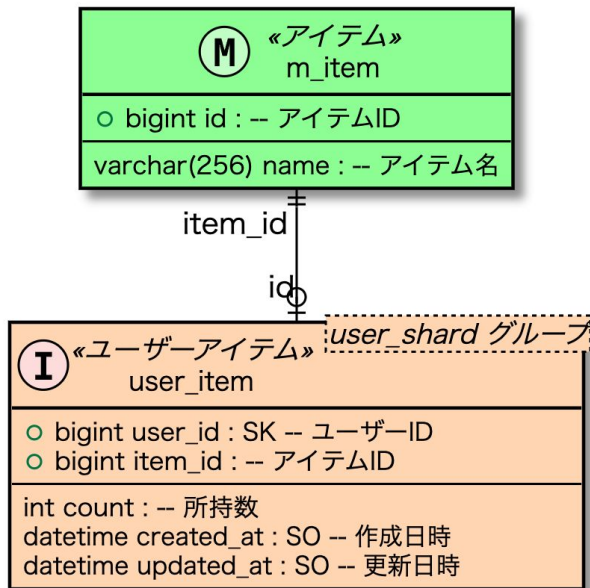 M «アイテム»
m_item
bigint id : -- アイテムID
varchar(256) name : -- アイテム名
item_id
id
user_shard グループ
I «ユーザーアイテム»
user_item
bigint user_id : SK -- ユーザーID
bigint item_id : -- アイテムID
int count : -- 所持数
datetime created_at : SO -- 作成日時
datetime updated_at : SO -- 更新日時